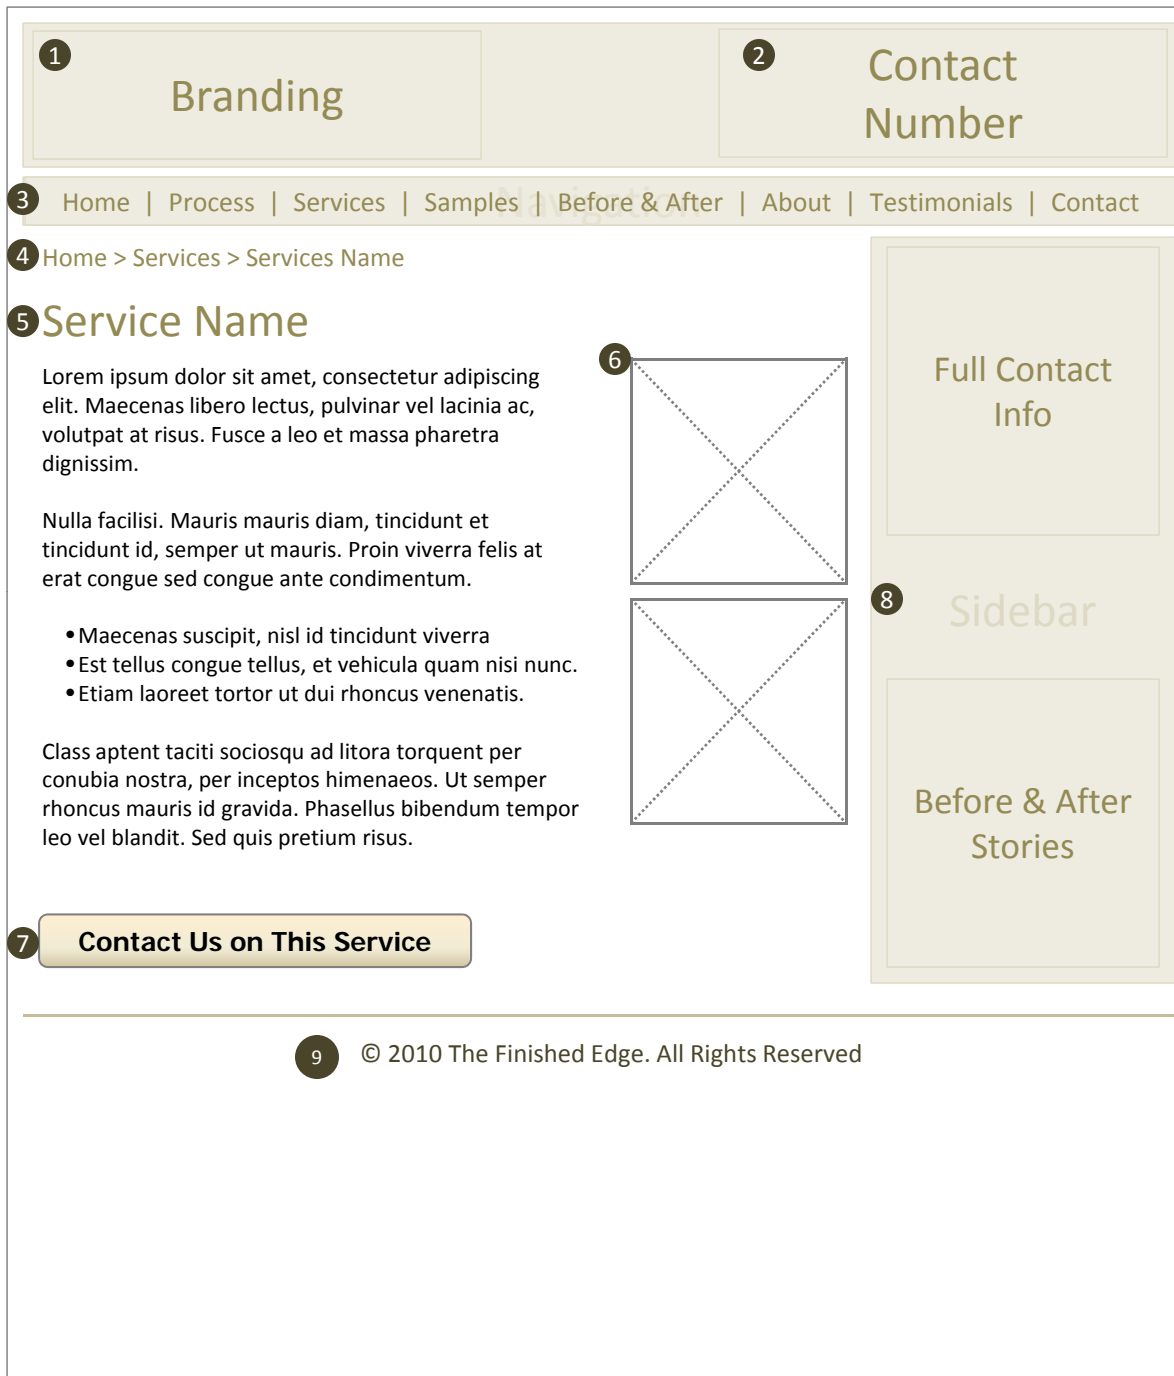 1
Branding
2
Contact
Number
3
Home | Process | Services | Samples | Before & After | About | Testimonials | Contact
Navigation
4
Home > Services > Services Name
5
Service Name
Lorem ipsum dolor sit amet, consectetur adipiscing
elit. Maecenas libero lectus, pulvinar vel lacinia ac,
volutpat at risus. Fusce a leo et massa pharetra
dignissim.
Nulla facilisi. Mauris mauris diam, tincidunt et
tincidunt id, semper ut mauris. Proin viverra felis at
erat congue sed congue ante condimentum.
•Maecenas suscipit, nisl id tincidunt viverra
•Est tellus congue tellus, et vehicula quam nisi nunc.
•Etiam laoreet tortor ut dui rhoncus venenatis.
Class aptent taciti sociosqu ad litora torquent per
conubia nostra, per inceptos himenaeos. Ut semper
rhoncus mauris id gravida. Phasellus bibendum tempor
leo vel blandit. Sed quis pretium risus.
6
7
Contact Us on This Service
Full Contact
Info
8
Sidebar
Before & After
Stories
9
© 2010 The Finished Edge. All Rights Reserved